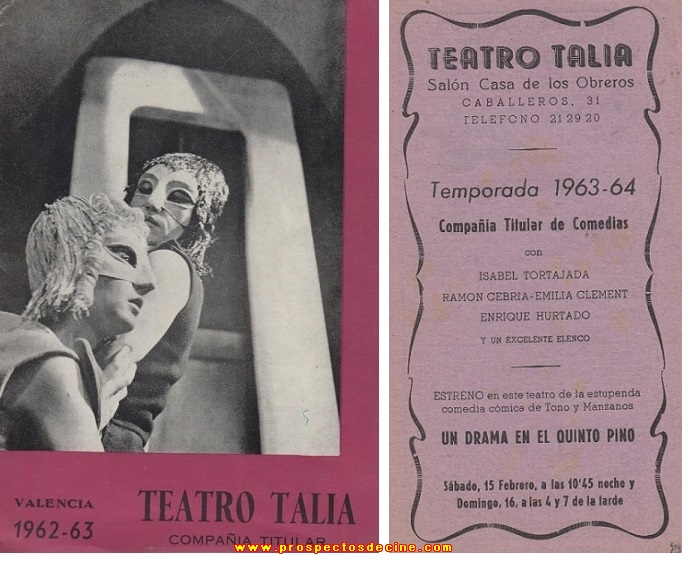 VALENCIA
1962-63
TEATRO TALIA
COMPAÑIA TITULAR
TEATRO TALIA
Salón Casa de los Obreros
CABALLEROS, 31
TELEFONO 21 29 20
Temporada 1963-64
Compañía Titular de Comedias
con
ISABEL TORTAJADA
RAMON CEBRIA-EMILIA CLEMENT
ENRIQUE HURTADO
Y UN EXCELENTE ELENCO
ESTRENO en este teatro de la estupenda
comedia cómica de Tono y Manzanos
UN DRAMA EN EL QUINTO PINO
Sábado, 15 Febrero, a las 10'45 noche y
Domingo, 16, a las 4 y 7 de la tarde
www.prospectosdecine.com